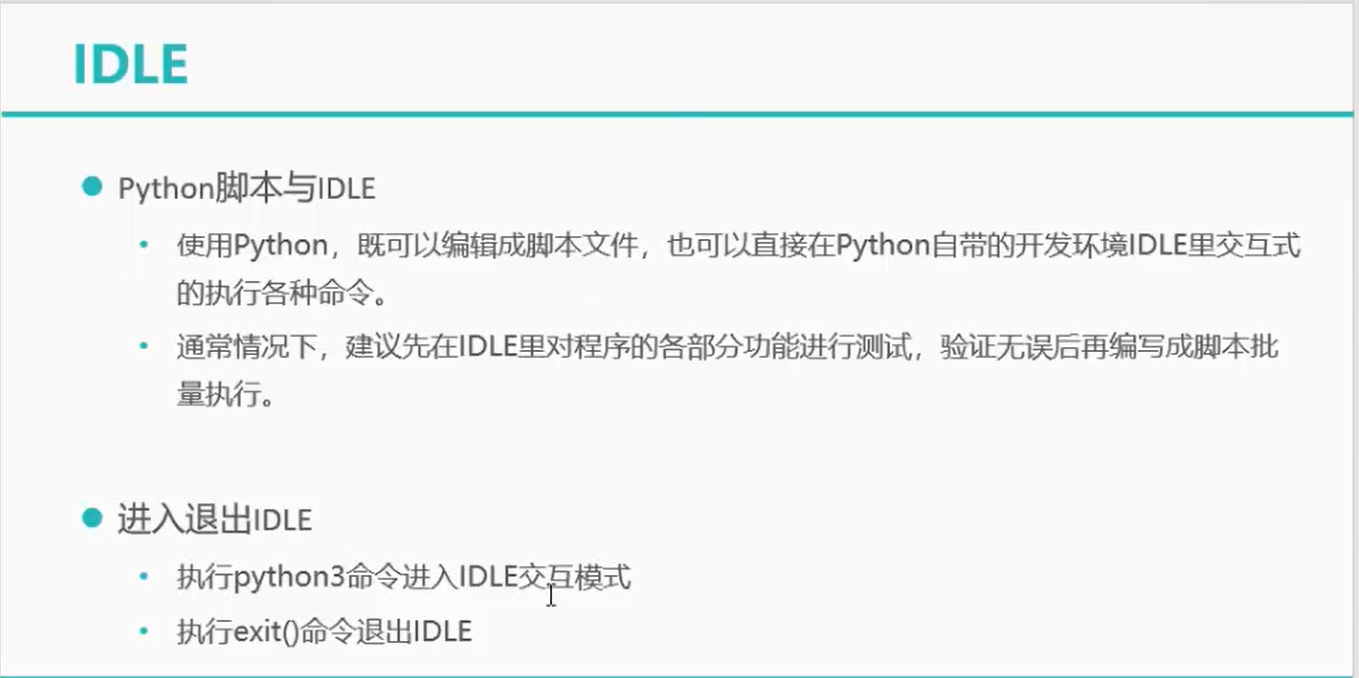 IDLE
Python脚本与IDLE
使用Python，既可以编辑成脚本文件，也可以直接在Python自带的开发环境IDLE里交互式
的执行各种命令。
通常情况下，建议先在IDLE里对程序的各部分功能进行测试，验证无误后再编写成脚本批
量执行。
进入退出IDLE
执行python3命令进入IDLE交互模式
执行exit()命令退出IDLE